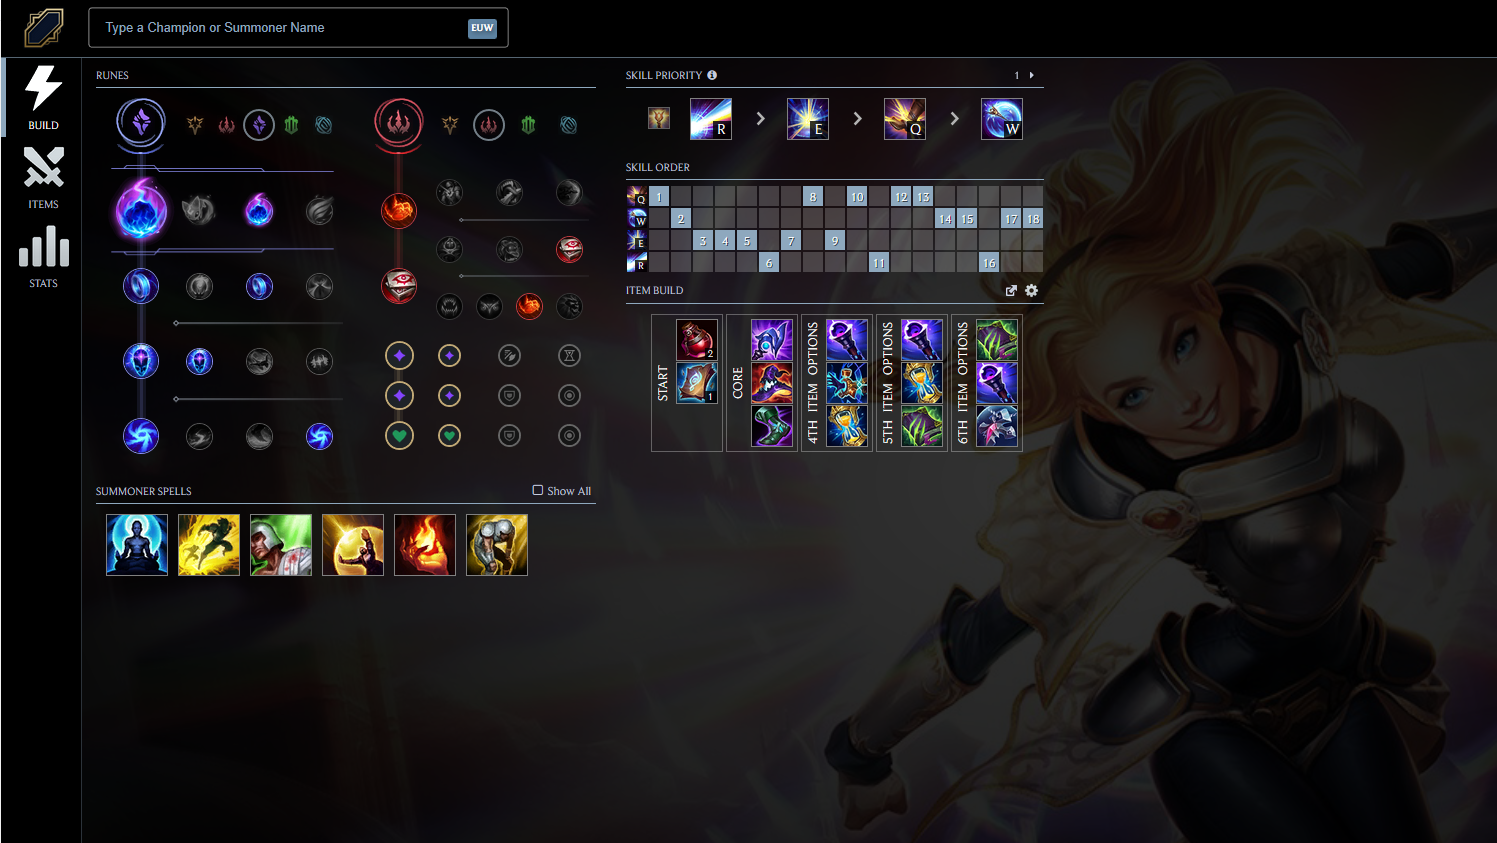 Type a Champion or Summoner Name
EUW
BUILD
ITEMS
STATS
RUNES
SUMMONER SPELLS
Show All
SKILL PRIORITY
1
R
E
Q
W
SKILL ORDER
Q 1 8 10 12 13
W 2 14 15 17 18
E 3 4 5 7 9
R 6 11 16
ITEM BUILD
START
2
1
CORE
4TH ITEM OPTIONS
5TH ITEM OPTIONS
6TH ITEM OPTIONS